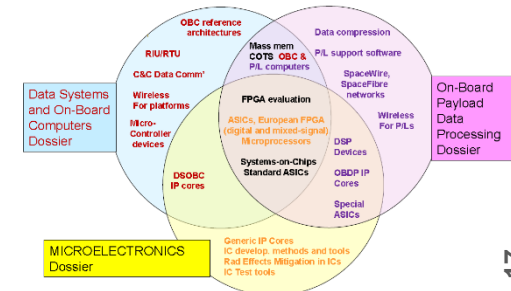 OBC reference
architectures
RIU/RTU
C&C Data Comm'
Wireless
For platforms
Micro-
Controller
devices
Data Systems
and On-Board
Computers
Dossier
Mass mem
COTS OBC &
P/L computers
Data compression
P/L support software
SpaceWire,
SpaceFibre
networks
Wireless
For P/Ls
On-Board
Payload
Data
Processing
Dossier
FPGA evaluation
ASICs, European FPGA
(digital and mixed-signal)
Microprocessors
Systems-on-Chips
Standard ASICs
DSOBC
IP cores
DSP
Devices
OBDP IP
Cores
Special
ASICs
MICROELECTRONICS
Dossier
Generic IP Cores
IC develop. methods and tools
Rad Effects Mitigation in ICs
IC Test tools